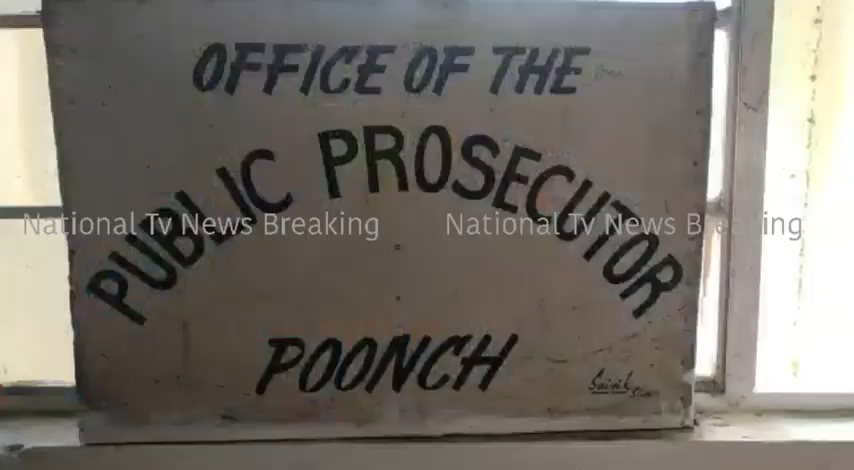 OFFICE OF THE
PUBLIC PROSECUTOR
National Tv News Breaking National Tv News Breaking
POONCH